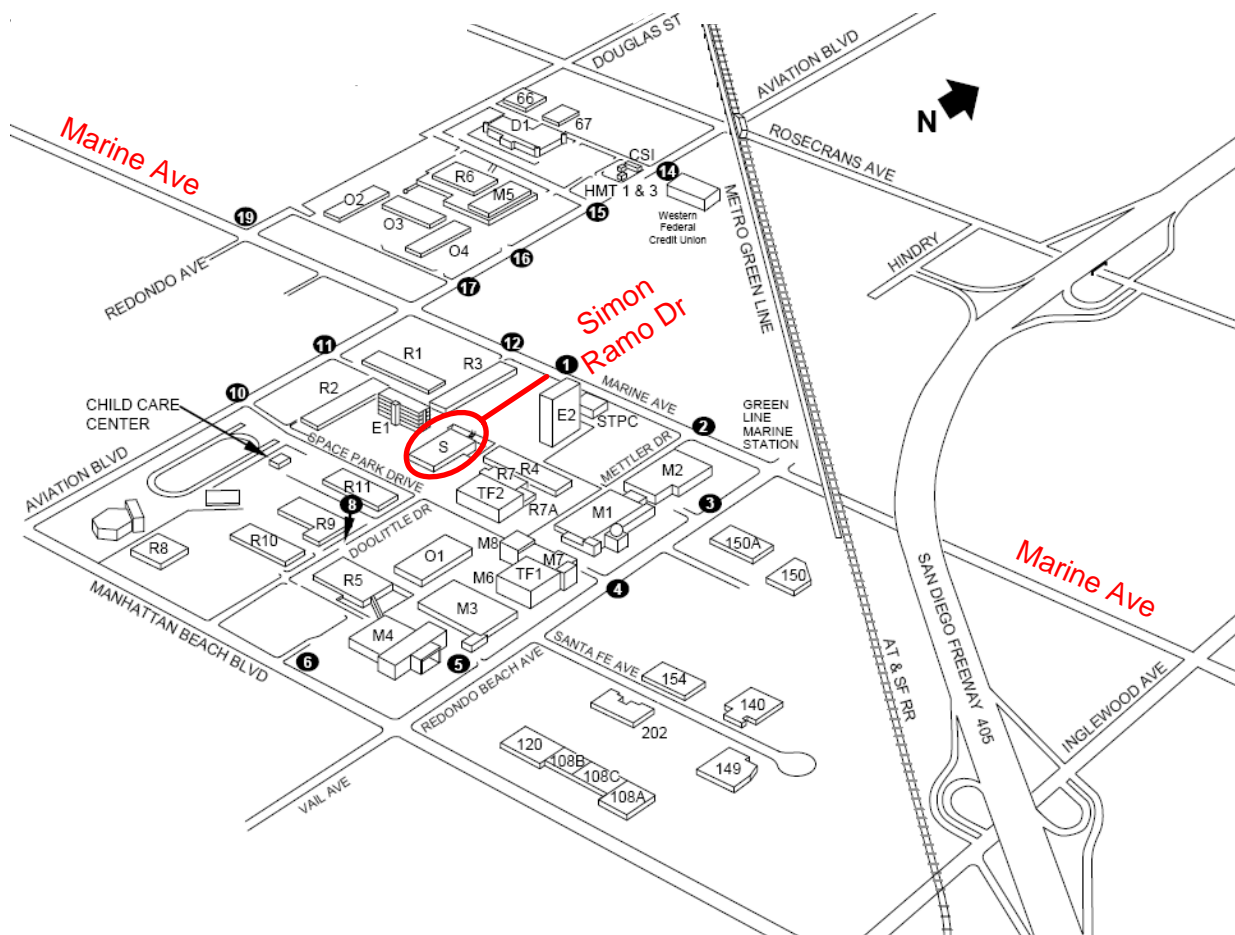 DOUGLAS ST
AVIATION BLVD
66
67
D1
N
Marine Ave
ROSECRANS AVE
CSI
14
R6
M5
HMT 1 & 3
O2
O3
15
Western
Federal
Credit Union
METRO GREEN LINE
19
O4
16
HINDRY
REDONDO AVE
17
Simon
Ramo Dr
11
R1
12
R3
1
MARINE AVE
10
R2
CHILD CARE
CENTER
E1
E2
STPC
GREEN
LINE
MARINE
STATION
2
S
SPACE PARK DRIVE
METTLER DR
AVIATION BLVD
R7
R4
M2
R11
TF2
R7A
8
3
R9
DOOLITTLE DR
M1
R8
R10
M8
150A
O1
M7
R5
M6
TF1
150
SAN DIEGO FREEWAY 405
Marine Ave
MANHATTAN BEACH BLVD
M3
4
M4
6
5
SANTA FE AVE
REDONDO BEACH AVE
154
AT & SF RR
140
INGLEWOOD AVE
202
120
108B
108C
149
108A
VAIL AVE